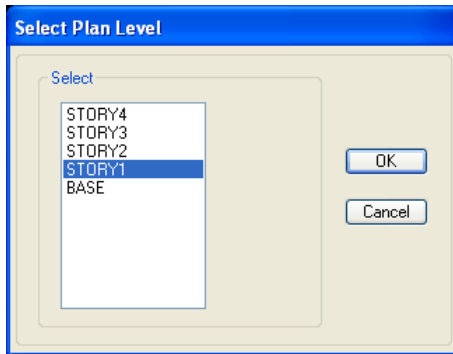 Select Plan Level
Select
STORY4
STORY3
STORY2
STORY1
BASE
OK
Cancel